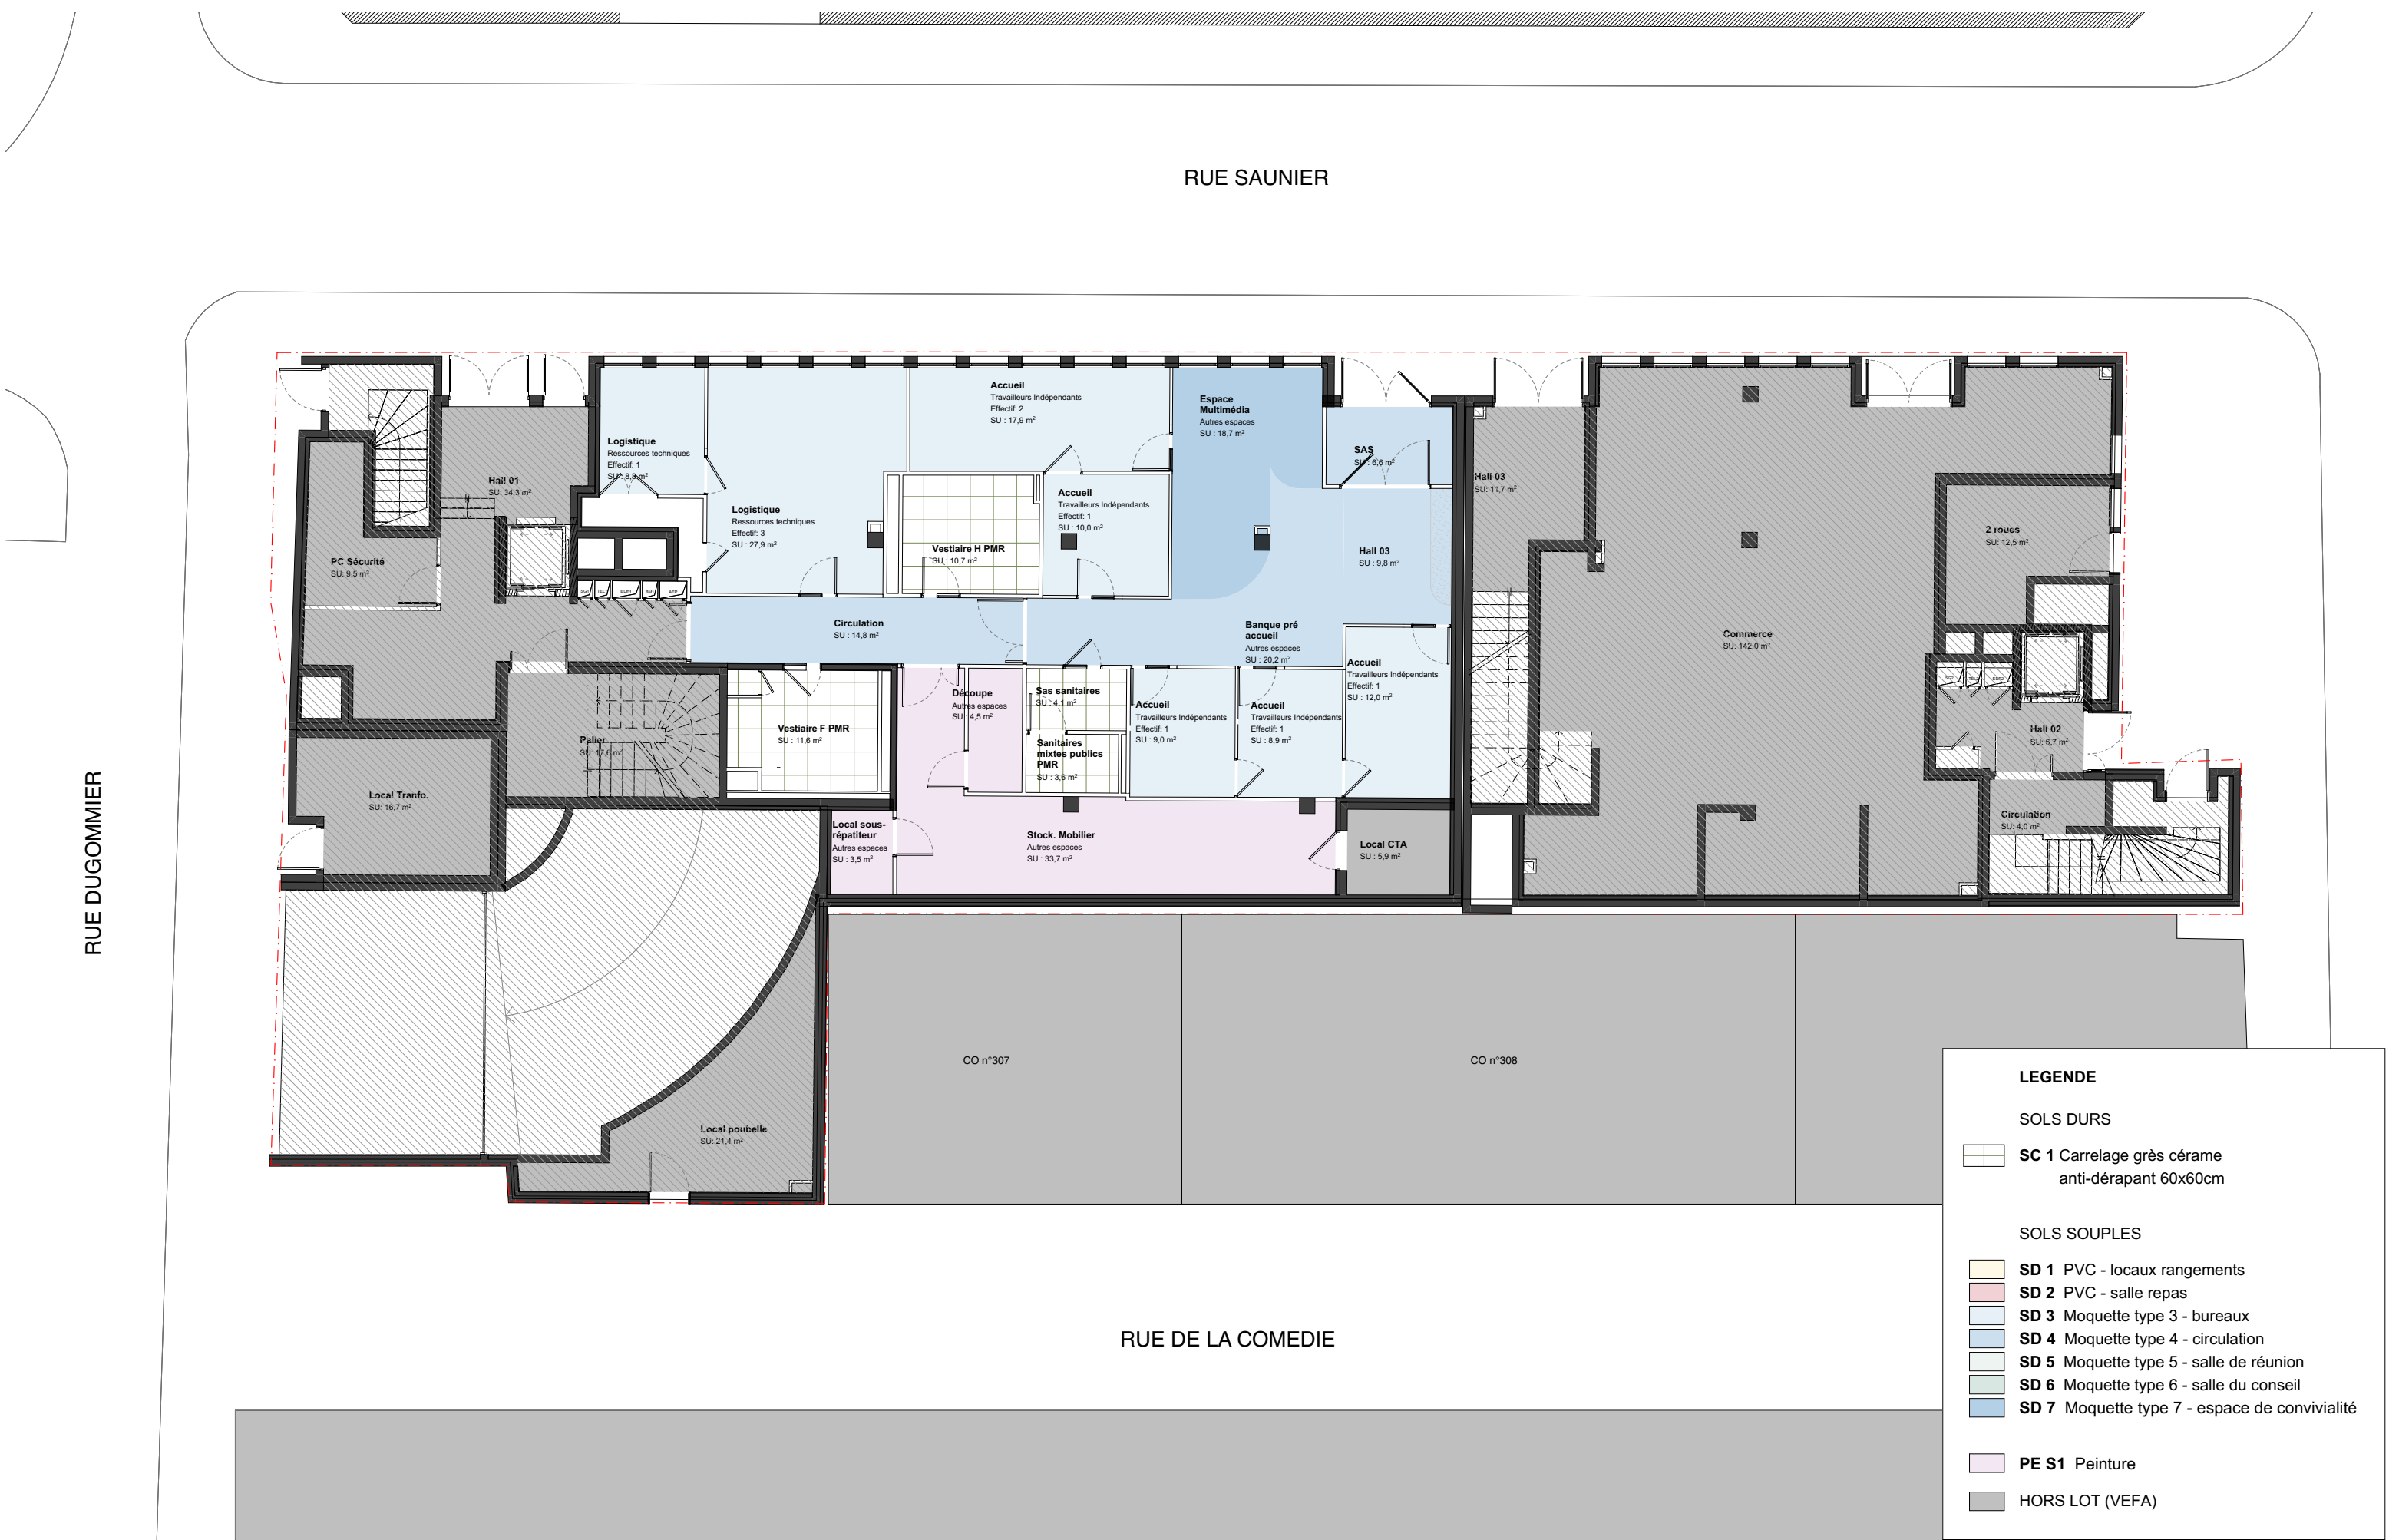 RUE SAUNIER
Accueil
Travailleurs Indépendants
Effectif: 2
SU : 17,9 m²
Espace
Multimédia
Autres espaces
SU : 18,7 m²
Logistique
Ressources techniques
Effectif: 1
SU : 8,8 m²
SAS
SU : 6,6 m²
Hall 01
SU: 34,3 m²
Hall 03
SU: 11,7 m²
Accueil
Travailleurs Indépendants
Effectif: 1
SU : 10,0 m²
Logistique
Ressources techniques
Effectif: 3
SU : 27,9 m²
2 roues
SU: 12,5 m²
Vestiaire H PMR
SU : 10,7 m²
Hall 03
SU : 9,8 m²
PC Sécurité
SU: 9,5 m²
Circulation
SU : 14,8 m²
Banque pré
accueil
Autres espaces
SU : 20,2 m²
Commerce
SU: 142,0 m²
Accueil
Travailleurs Indépendants
Effectif: 1
SU : 12,0 m²
Découpe
Autres espaces
SU : 4,5 m²
Sas sanitaires
SU : 4,1 m²
Accueil
Travailleurs Indépendants
Effectif: 1
SU : 9,0 m²
Accueil
Travailleurs Indépendants
Effectif: 1
SU : 8,9 m²
Vestiaire F PMR
SU : 11,6 m²
Hall 02
SU: 6,7 m²
Palier
SU: 17,6 m²
Sanitaires
mixtes publics
PMR
SU : 3,6 m²
Local Tranfo.
SU: 16,7 m²
Circulation
SU: 4,0 m²
Local sous-
répatiteur
Autres espaces
SU : 3,5 m²
Stock. Mobilier
Autres espaces
SU : 33,7 m²
Local CTA
SU : 5,9 m²
RUE DUGOMMIER
CO n°307
CO n°308
Local poubelle
SU: 21,4 m²
RUE DE LA COMEDIE
LEGENDE
SOLS DURS
SC 1 Carrelage grès cérame
anti-dérapant 60x60cm
SOLS SOUPLES
SD 1 PVC - locaux rangements
SD 2 PVC - salle repas
SD 3 Moquette type 3 - bureaux
SD 4 Moquette type 4 - circulation
SD 5 Moquette type 5 - salle de réunion
SD 6 Moquette type 6 - salle du conseil
SD 7 Moquette type 7 - espace de convivialité
PE S1 Peinture
HORS LOT (VEFA)